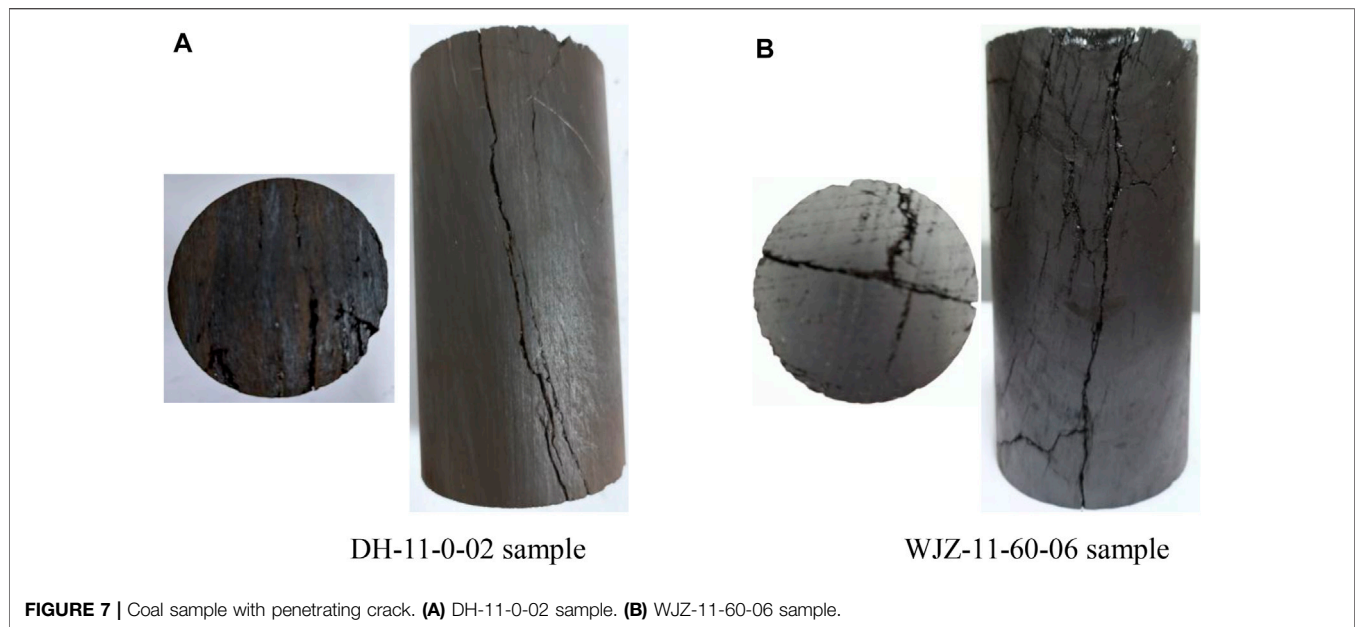 A
B
DH-11-0-02 sample
WJZ-11-60-06 sample
FIGURE 7 | Coal sample with penetrating crack. (A) DH-11-0-02 sample. (B) WJZ-11-60-06 sample.